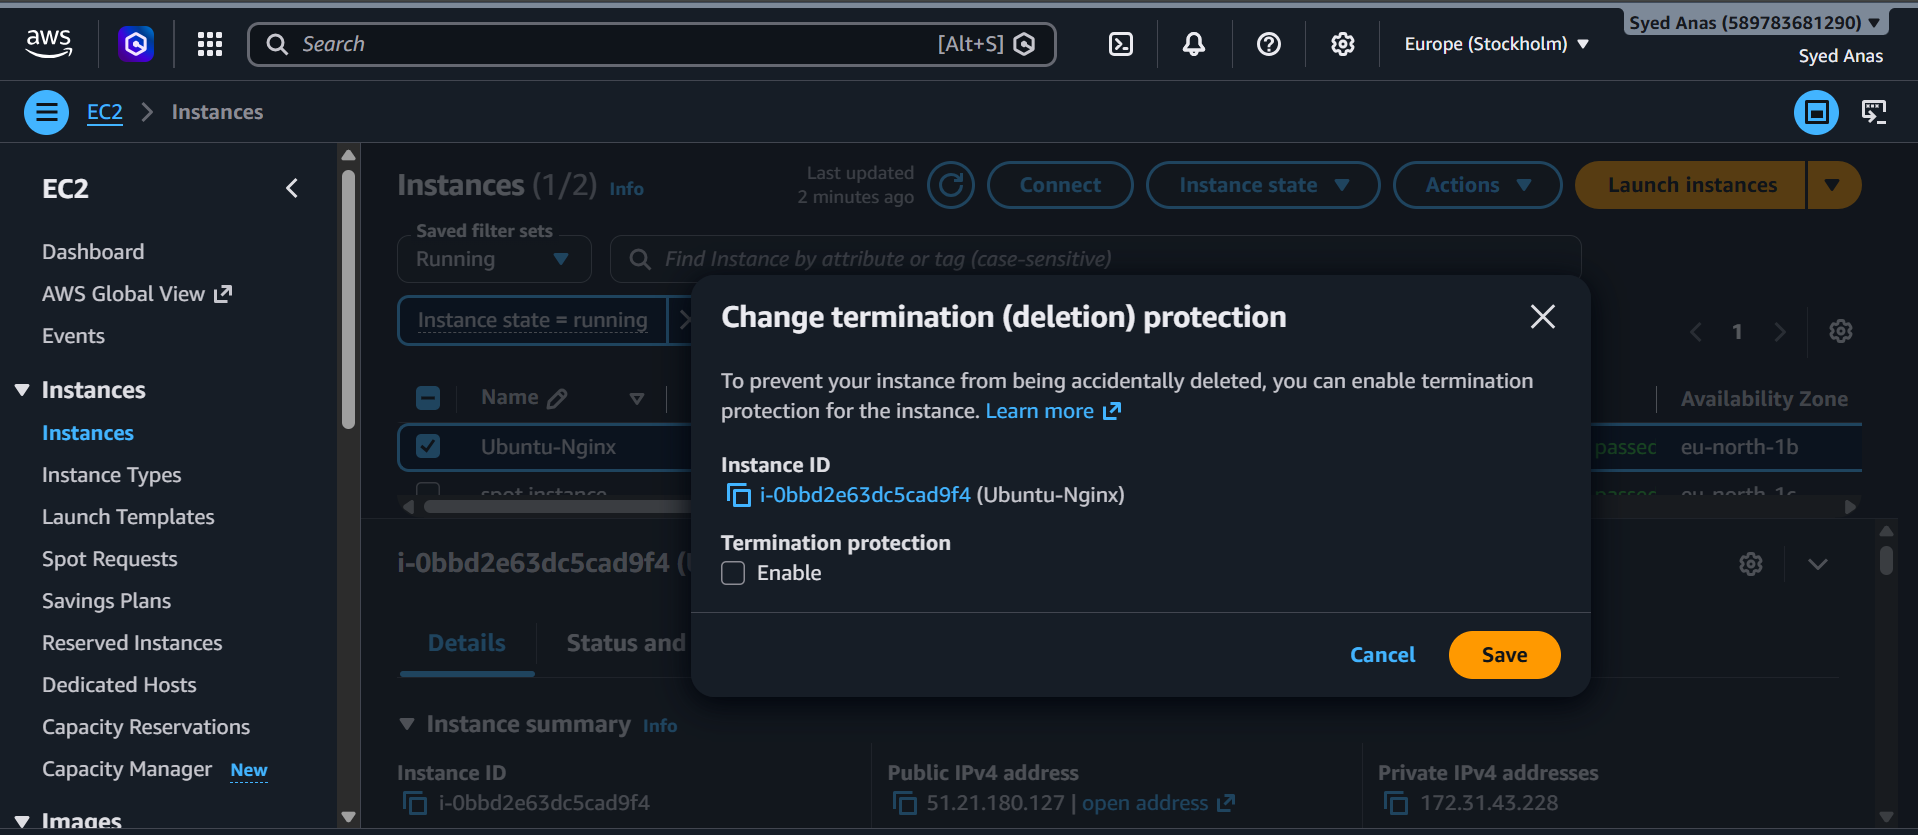 aws
Search [Alt+S]
Europe (Stockholm)
Syed Anas (589783681290)
Syed Anas
EC2
Instances
EC2
Dashboard
AWS Global View
Events
Instances
Instances
Instance Types
Launch Templates
Spot Requests
Savings Plans
Reserved Instances
Dedicated Hosts
Capacity Reservations
Capacity Manager New
Images
Instances (1/2) Info
Last updated
2 minutes ago
Connect
Instance state
Actions
Launch instances
Saved filter sets
Running
Find Instance by attribute or tag (case-sensitive)
Instance state = running
1
Name
Availability Zone
Ubuntu-Nginx
passec
eu-north-1b
spot instance
passec
eu-north-1c
Change termination (deletion) protection
To prevent your instance from being accidentally deleted, you can enable termination
protection for the instance. Learn more
Instance ID
i-0bbd2e63dc5cad9f4 (Ubuntu-Nginx)
Termination protection
Enable
Cancel
Save
i-0bbd2e63dc5cad9f4 (
Details
Status and
Instance summary Info
Instance ID
i-0bbd2e63dc5cad9f4
Public IPv4 address
51.21.180.127 | open address
Private IPv4 addresses
172.31.43.228